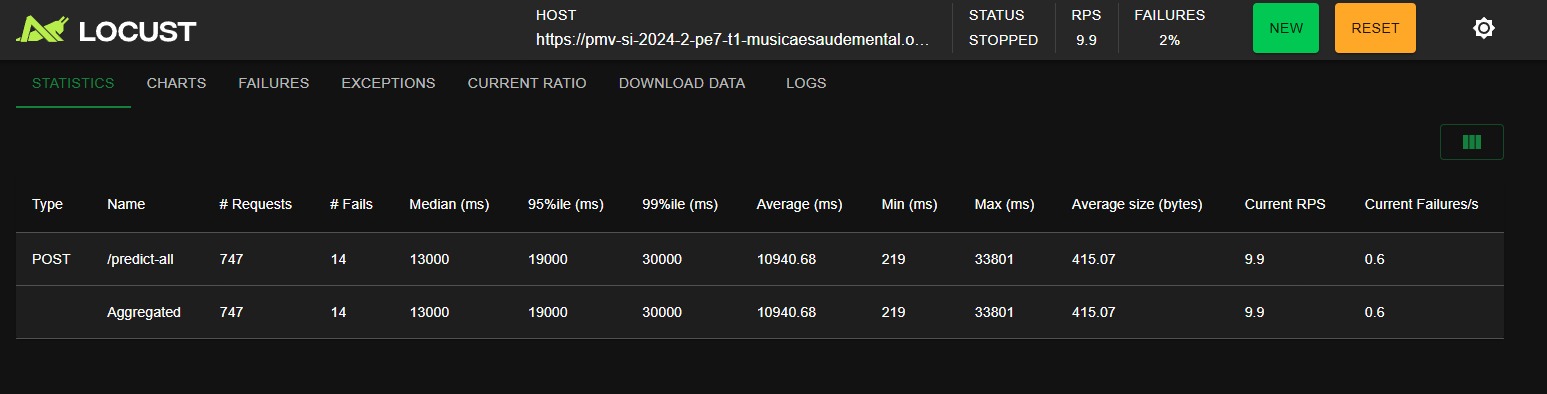 LOCUST
HOST
https://pmv-si-2024-2-pe7-t1-musicaesaudemental.o...
STATUS
STOPPED
RPS
9.9
FAILURES
2%
NEW
RESET
STATISTICS CHARTS FAILURES EXCEPTIONS CURRENT RATIO DOWNLOAD DATA LOGS
Type Name # Requests # Fails Median (ms) 95%ile (ms) 99%ile (ms) Average (ms) Min (ms) Max (ms) Average size (bytes) Current RPS Current Failures/s
POST /predict-all 747 14 13000 19000 30000 10940.68 219 33801 415.07 9.9 0.6
Aggregated 747 14 13000 19000 30000 10940.68 219 33801 415.07 9.9 0.6